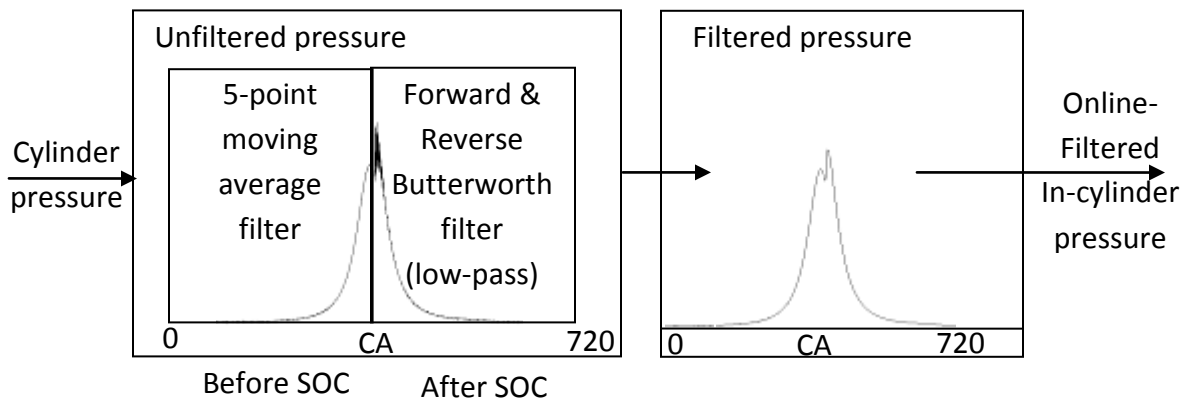 Cylinder
pressure
Unfiltered pressure
5-point
moving
average
filter
Forward &
Reverse
Butterworth
filter
(low-pass)
0
CA
720
Before SOC
After SOC
Filtered pressure
0
CA
720
Online-
Filtered
In-cylinder
pressure